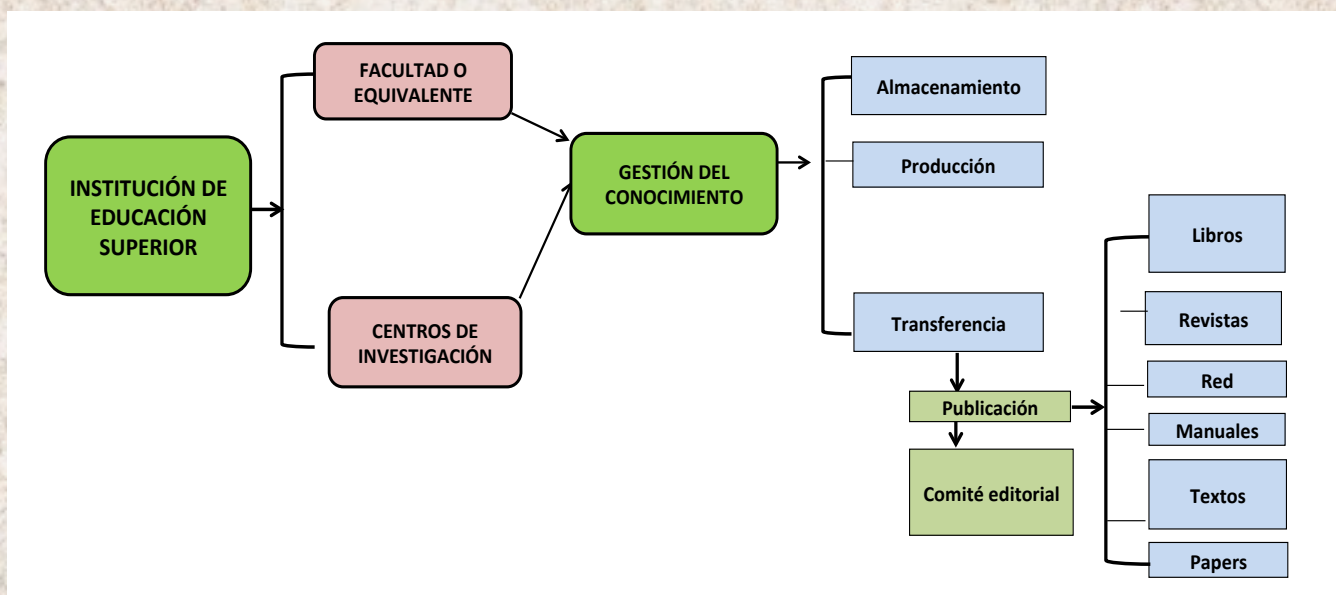 INSTITUCIÓN DE
EDUCACIÓN
SUPERIOR
FACULTAD O
EQUIVALENTE
CENTROS DE
INVESTIGACIÓN
GESTIÓN DEL
CONOCIMIENTO
Almacenamiento
Producción
Transferencia
Publicación
Comité editorial
Libros
Revistas
Red
Manuales
Textos
Papers